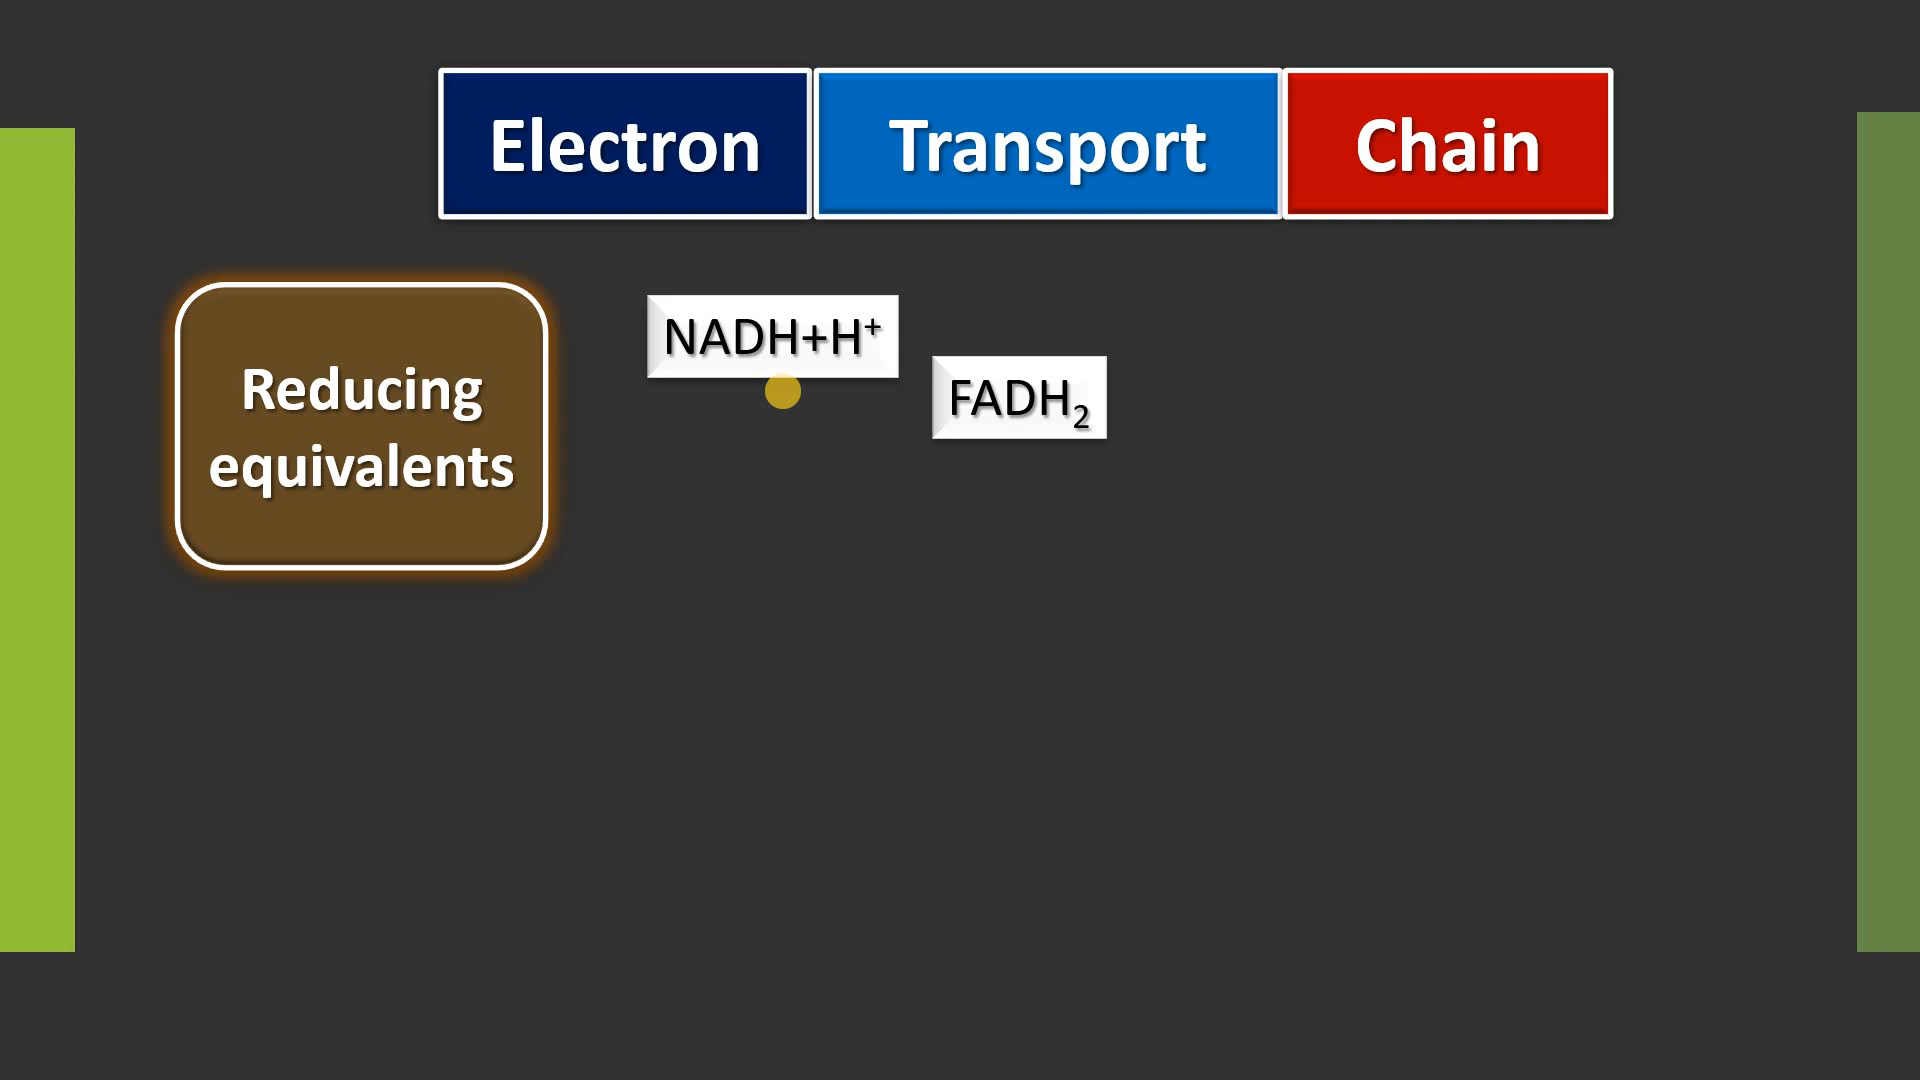 Electron Transport Chain
Reducing
equivalents
NADH+H⁺
FADH₂